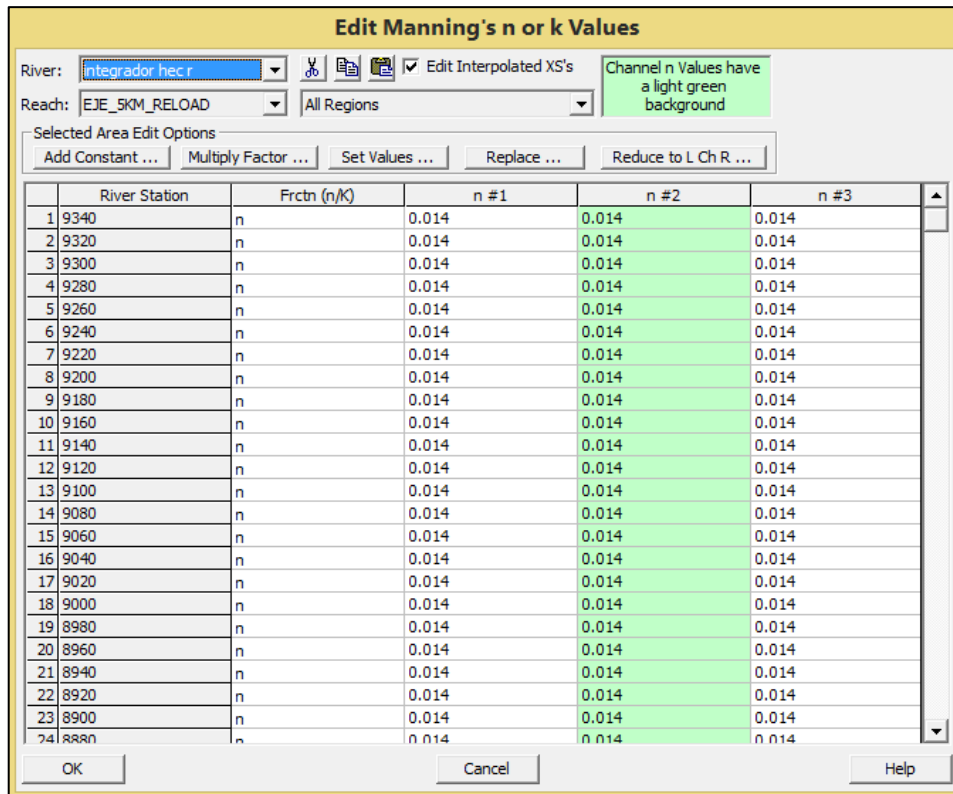 Edit Manning's n or k Values
River: integrador hec r Edit Interpolated XS's
Channel n Values have a light green background
Reach: EJE_5KM_RELOAD All Regions
Selected Area Edit Options
Add Constant ... Multiply Factor ... Set Values ... Replace ... Reduce to L Ch R ...
River Station Frctn (n/K) n #1 n #2 n #3
1 9340 n 0.014 0.014 0.014
2 9320 n 0.014 0.014 0.014
3 9300 n 0.014 0.014 0.014
4 9280 n 0.014 0.014 0.014
5 9260 n 0.014 0.014 0.014
6 9240 n 0.014 0.014 0.014
7 9220 n 0.014 0.014 0.014
8 9200 n 0.014 0.014 0.014
9 9180 n 0.014 0.014 0.014
10 9160 n 0.014 0.014 0.014
11 9140 n 0.014 0.014 0.014
12 9120 n 0.014 0.014 0.014
13 9100 n 0.014 0.014 0.014
14 9080 n 0.014 0.014 0.014
15 9060 n 0.014 0.014 0.014
16 9040 n 0.014 0.014 0.014
17 9020 n 0.014 0.014 0.014
18 9000 n 0.014 0.014 0.014
19 8980 n 0.014 0.014 0.014
20 8960 n 0.014 0.014 0.014
21 8940 n 0.014 0.014 0.014
22 8920 n 0.014 0.014 0.014
23 8900 n 0.014 0.014 0.014
24 8880 n 0.014 0.014 0.014
OK Cancel Help